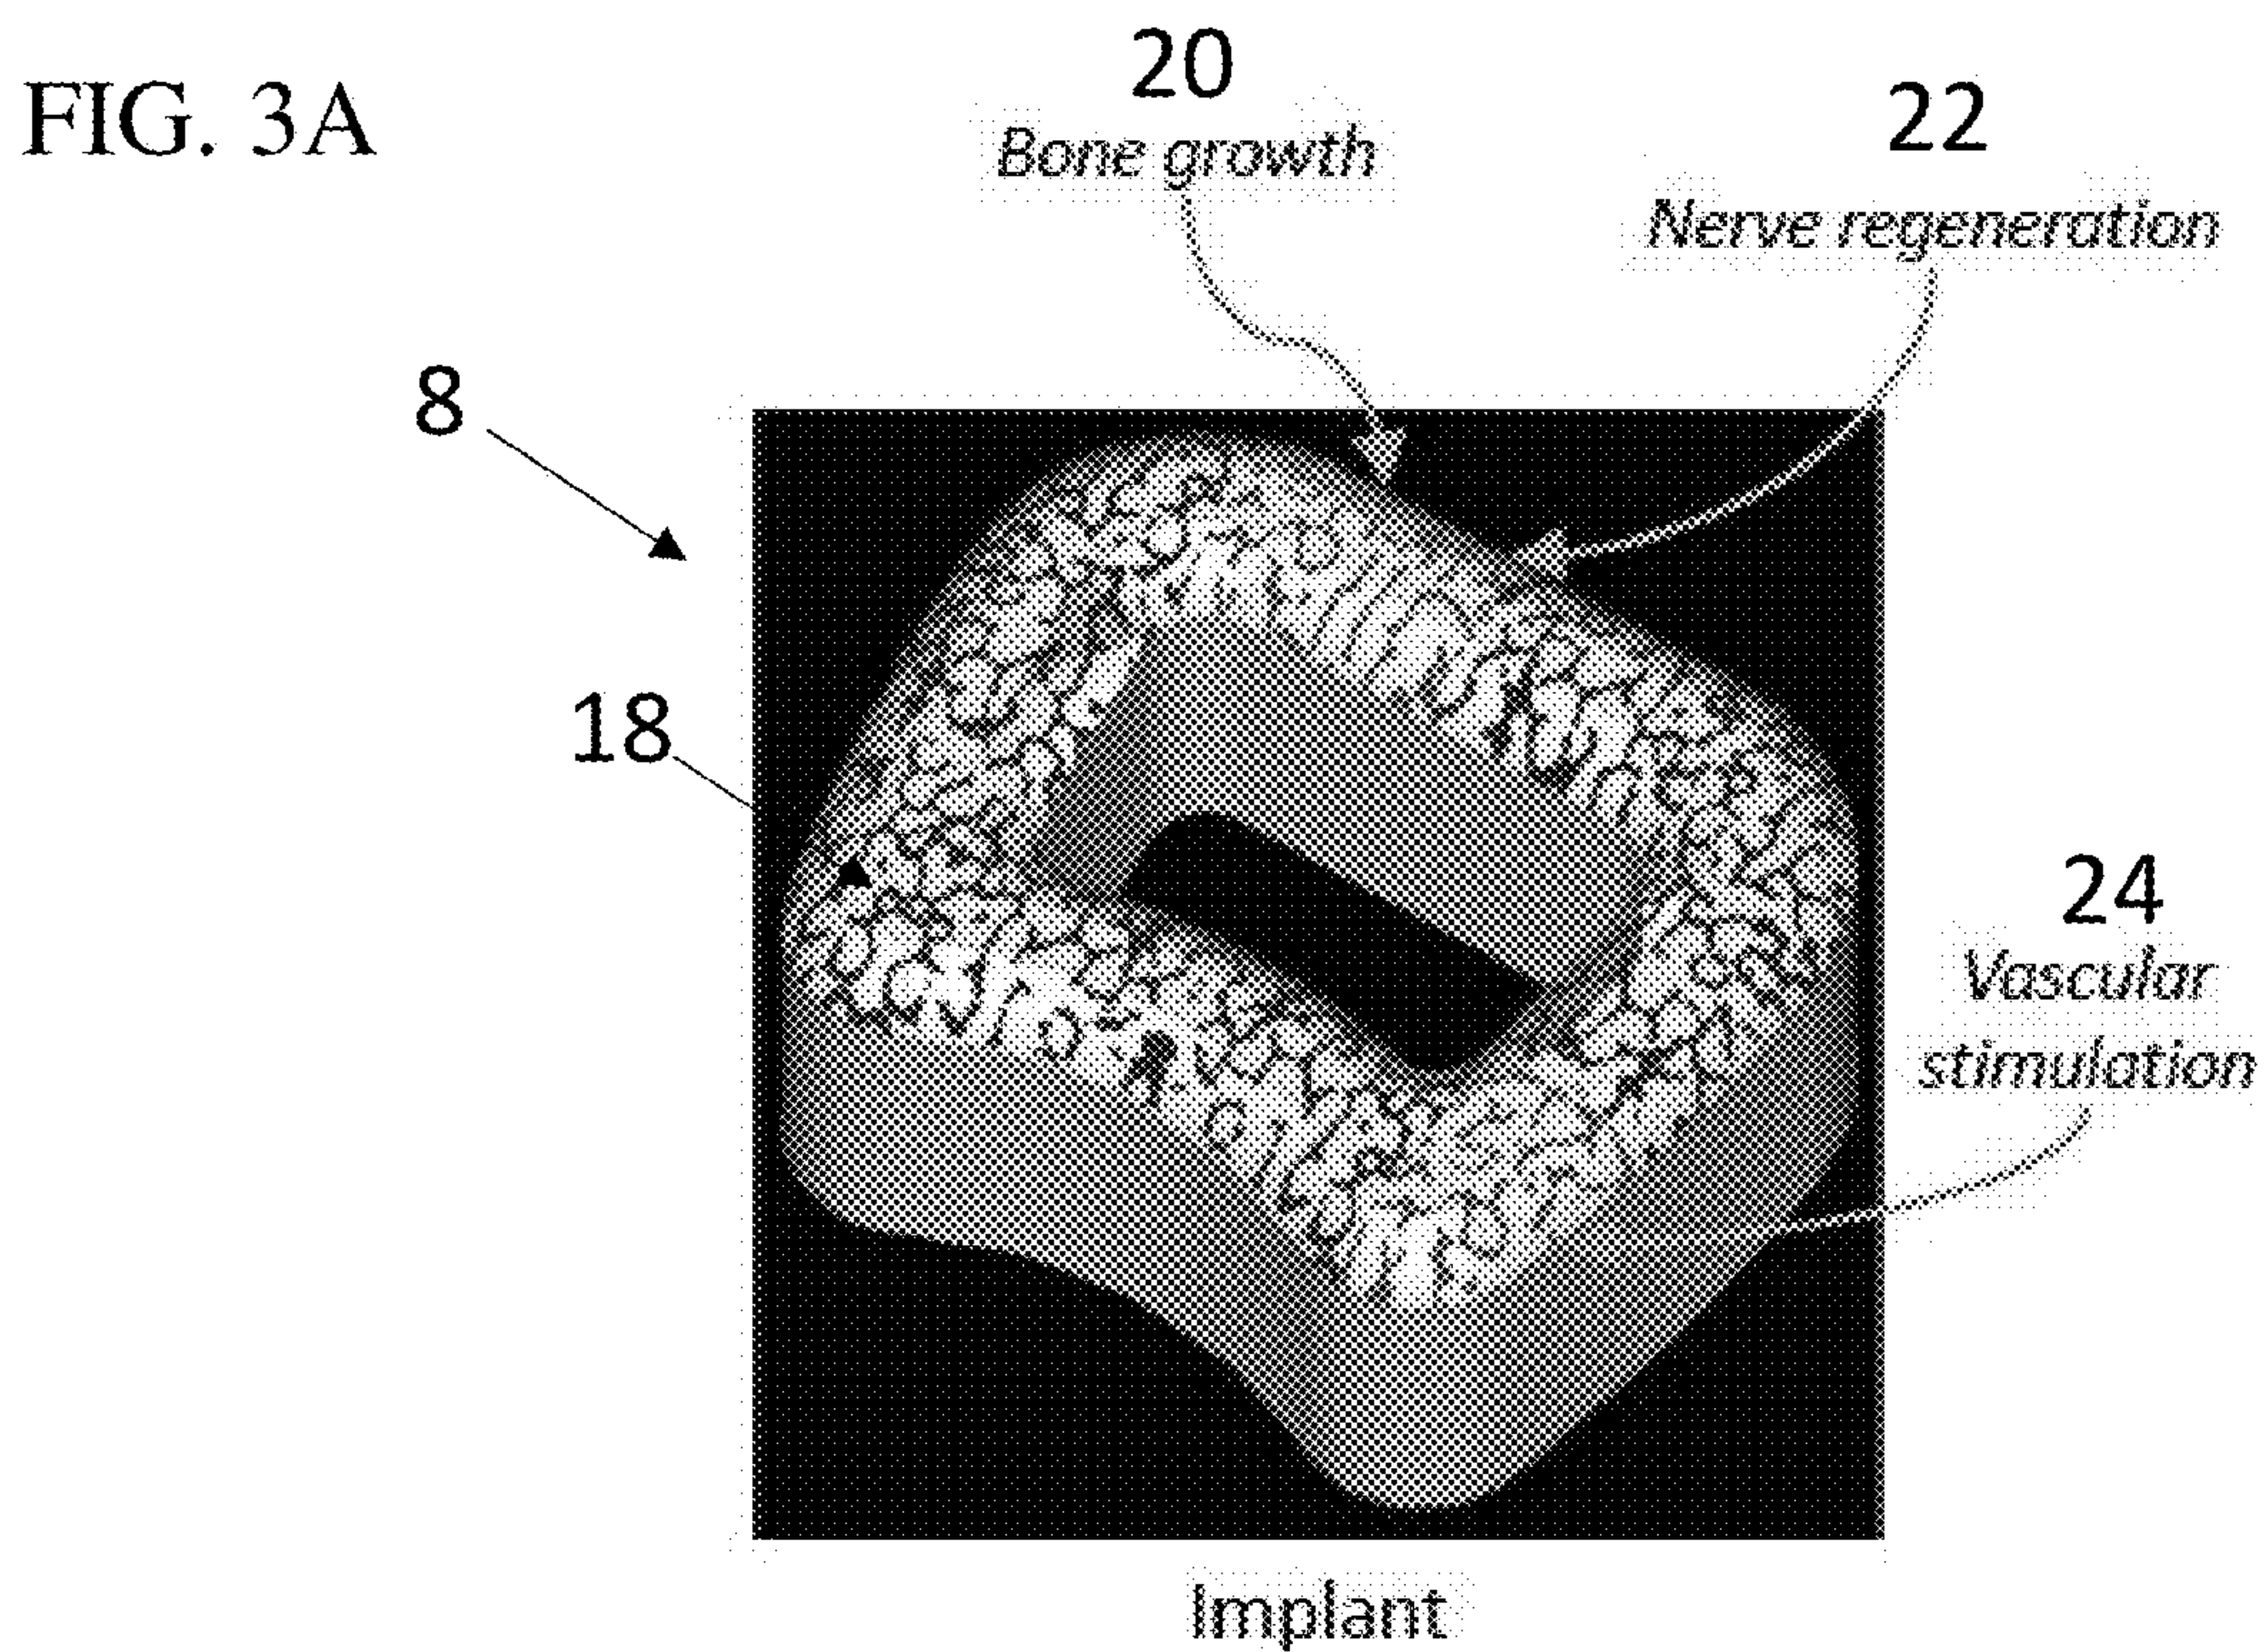 FIG. 3A
20
Bone growth
22
Nerve regeneration
8
18
24
Vascular
stimulation
Implant